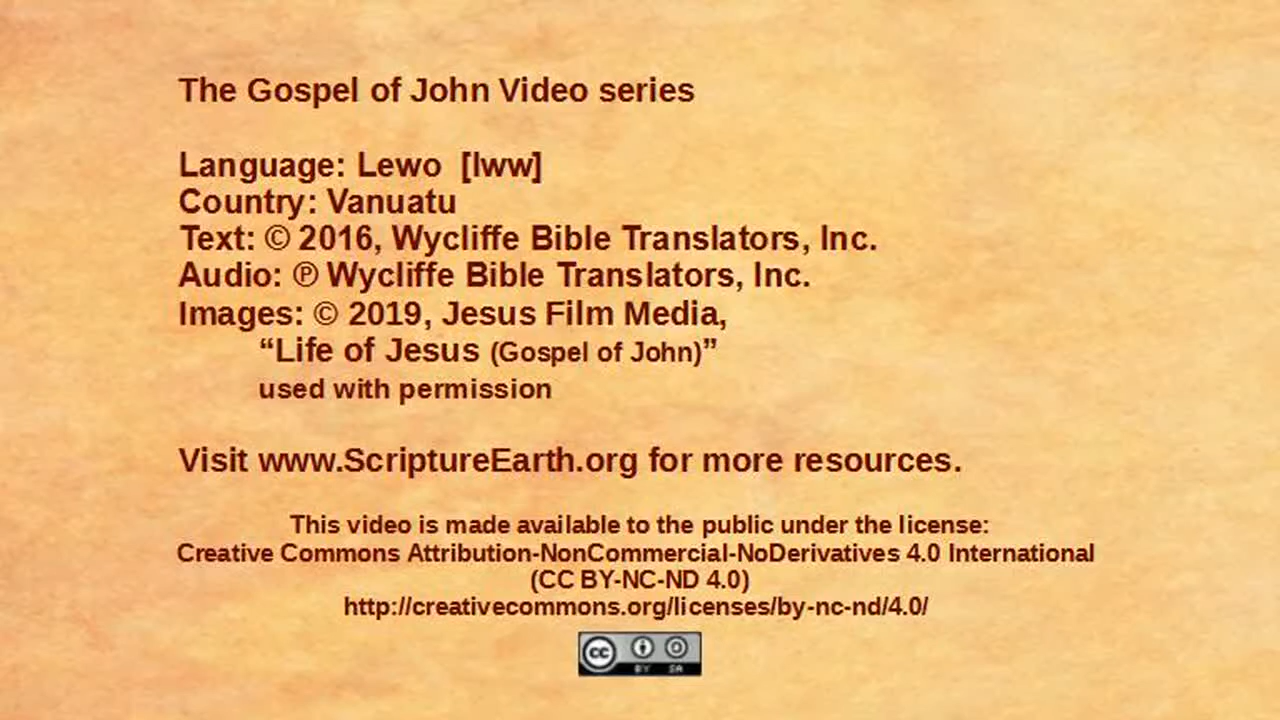 The Gospel of John Video series
Language: Lewo [lww]
Country: Vanuatu
Text: © 2016, Wycliffe Bible Translators, Inc.
Audio: ℗ Wycliffe Bible Translators, Inc.
Images: © 2019, Jesus Film Media,
“Life of Jesus (Gospel of John)”
used with permission
Visit www.ScriptureEarth.org for more resources.
This video is made available to the public under the license:
Creative Commons Attribution-NonCommercial-NoDerivatives 4.0 International
(CC BY-NC-ND 4.0)
http://creativecommons.org/licenses/by-nc-nd/4.0/
cc BY SA